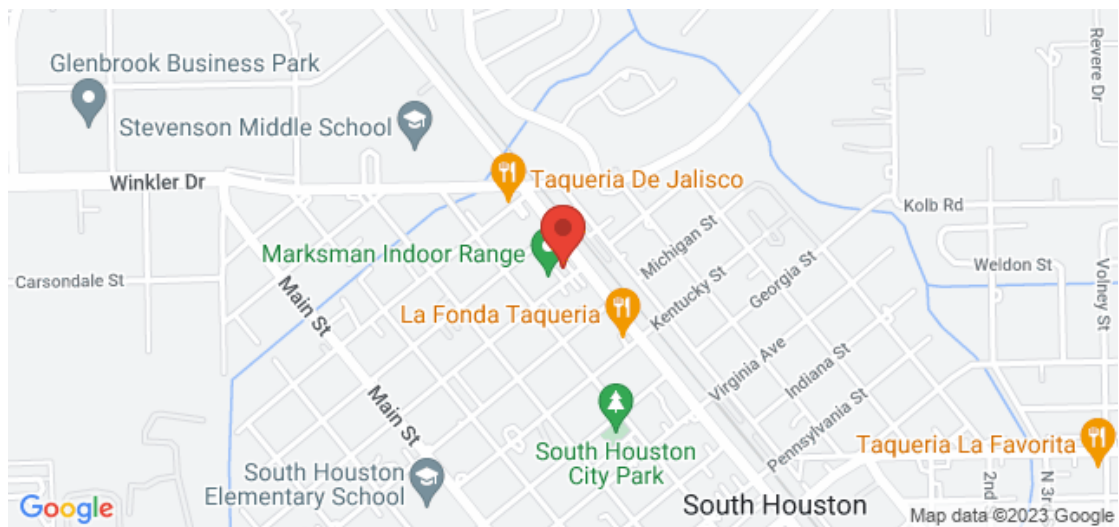 Glenbrook Business Park
Revere Dr
Stevenson Middle School
Winkler Dr
Taqueria De Jalisco
Kolb Rd
Marksman Indoor Range
Michigan St
Carsondale St
Georgia St
Weldon St
Volney St
Main St
La Fonda Taqueria
Kentucky St
Virginia Ave
Indiana St
Main St
Pennsylvania St
South Houston
City Park
Taqueria La Favorita
South Houston
Elementary School
2nd S
N 3r
South Houston
Google
Map data ©2023 Google